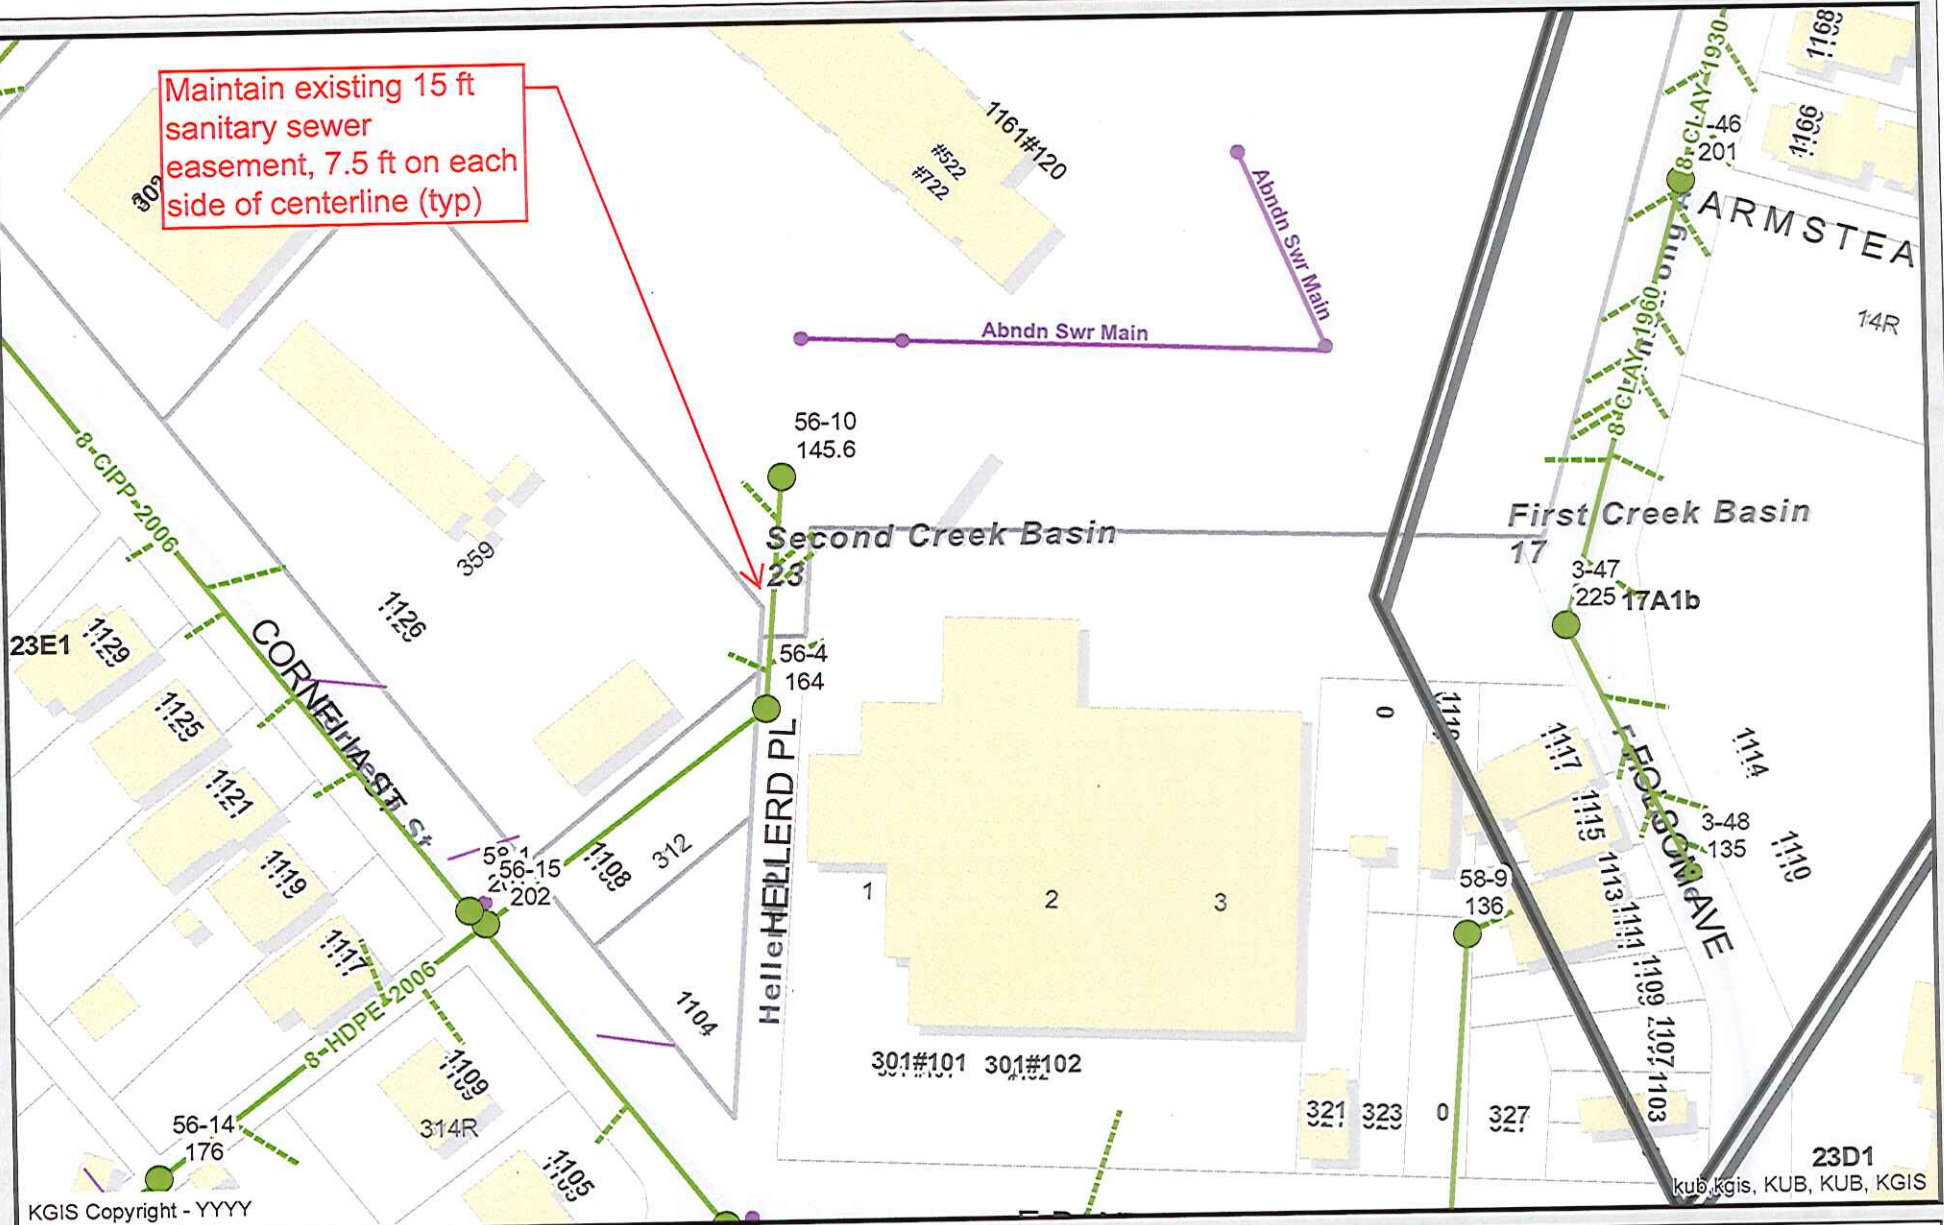 Maintain existing 15 ft
sanitary sewer
easement, 7.5 ft on each
side of centerline (typ)
1161#120
#522
#722
Abndn Swr Main
Abndn Swr Main
8-CLAY-1930
1168
1166
-46
201
ARMSTEA
14R
8-CLAY-1960
56-10
145.6
Second Creek Basin
23
First Creek Basin
17
3-47
225
17A1b
8-CIPP-2006
359
1126
23E1
1129
1125
1121
1119
1117
CORNELIA ST
56-4
164
HELLERD PL
56-15
202
1108
312
1104
1
2
3
0
1117
1115
1113
1111
1109
1107
1103
1114
1110
HOLCOMB AVE
3-48
135
58-9
136
8-HDPE-2006
1109
314R
1105
56-14
176
301#101
301#102
321
323
0
327
23D1
KGIS Copyright - YYYY
kub,kgis, KUB, KUB, KGIS